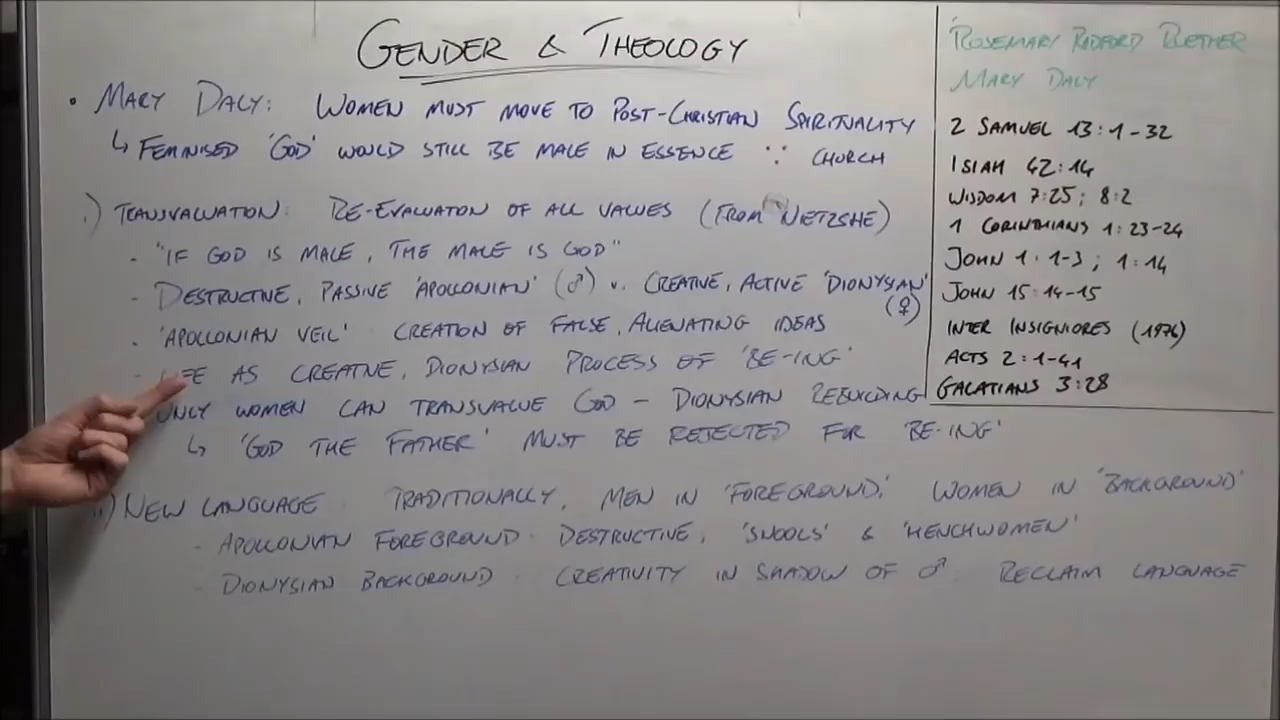 GENDER & THEOLOGY
• MARY DALY: WOMEN MUST MOVE TO POST-CHRISTIAN SPIRITUALITY
↳ FEMINISED 'GOD' WOULD STILL BE MALE IN ESSENCE ∵ CHURCH
i) TRANSVALUATION: RE-EVALUATION OF ALL VALUES (FROM NIETZSHE)
- "IF GOD IS MALE, THE MALE IS GOD"
- DESTRUCTIVE, PASSIVE 'APOLLONIAN' (♂) v. CREATIVE, ACTIVE 'DIONYSIAN' (♀)
- 'APOLLONIAN VEIL': CREATION OF FALSE, ALIENATING IDEAS
- LIFE AS CREATIVE, DIONYSIAN PROCESS OF 'BE-ING'
ONLY WOMEN CAN TRANSVALUE GOD - DIONYSIAN REBUILDING
↳ 'GOD THE FATHER' MUST BE REJECTED FOR 'BE-ING'
ii) NEW LANGUAGE: TRADITIONALLY, MEN IN 'FOREGROUND', WOMEN IN 'BACKGROUND'
- APOLLONIAN FOREGROUND: DESTRUCTIVE, 'SNOOLS' & 'HENCHWOMEN'
- DIONYSIAN BACKGROUND: CREATIVITY IN SHADOW OF ♂: RECLAIM LANGUAGE
ROSEMARY RADFORD RUETHER
MARY DALY
2 SAMUEL 13:1-32
ISIAH 42:14
WISDOM 7:25; 8:2
1 CORINTHIANS 1:23-24
JOHN 1:1-3; 1:14
JOHN 15:14-15
INTER INSIGNIORES (1976)
ACTS 2:1-41
GALATIANS 3:28